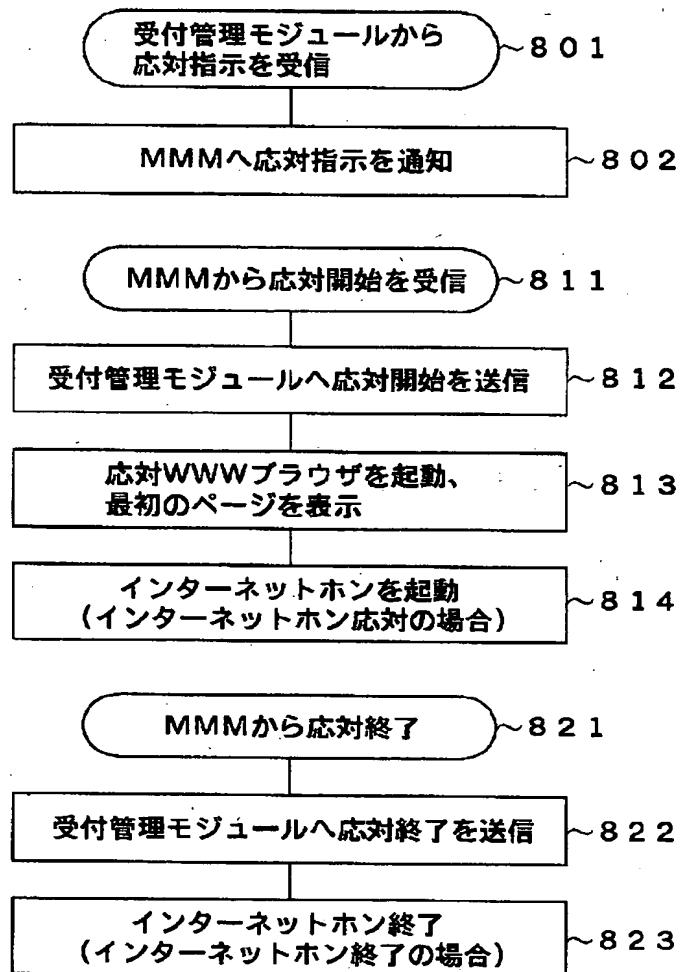 受付管理モジュールから
応対指示を受信
~801
MMMへ応対指示を通知
~802
MMMから応対開始を受信
~811
受付管理モジュールへ応対開始を送信
~812
応対WWWブラウザを起動、
最初のページを表示
~813
インターネットホンを起動
(インターネットホン応対の場合)
~814
MMMから応対終了
~821
受付管理モジュールへ応対終了を送信
~822
インターネットホン終了
(インターネットホン終了の場合)
~823